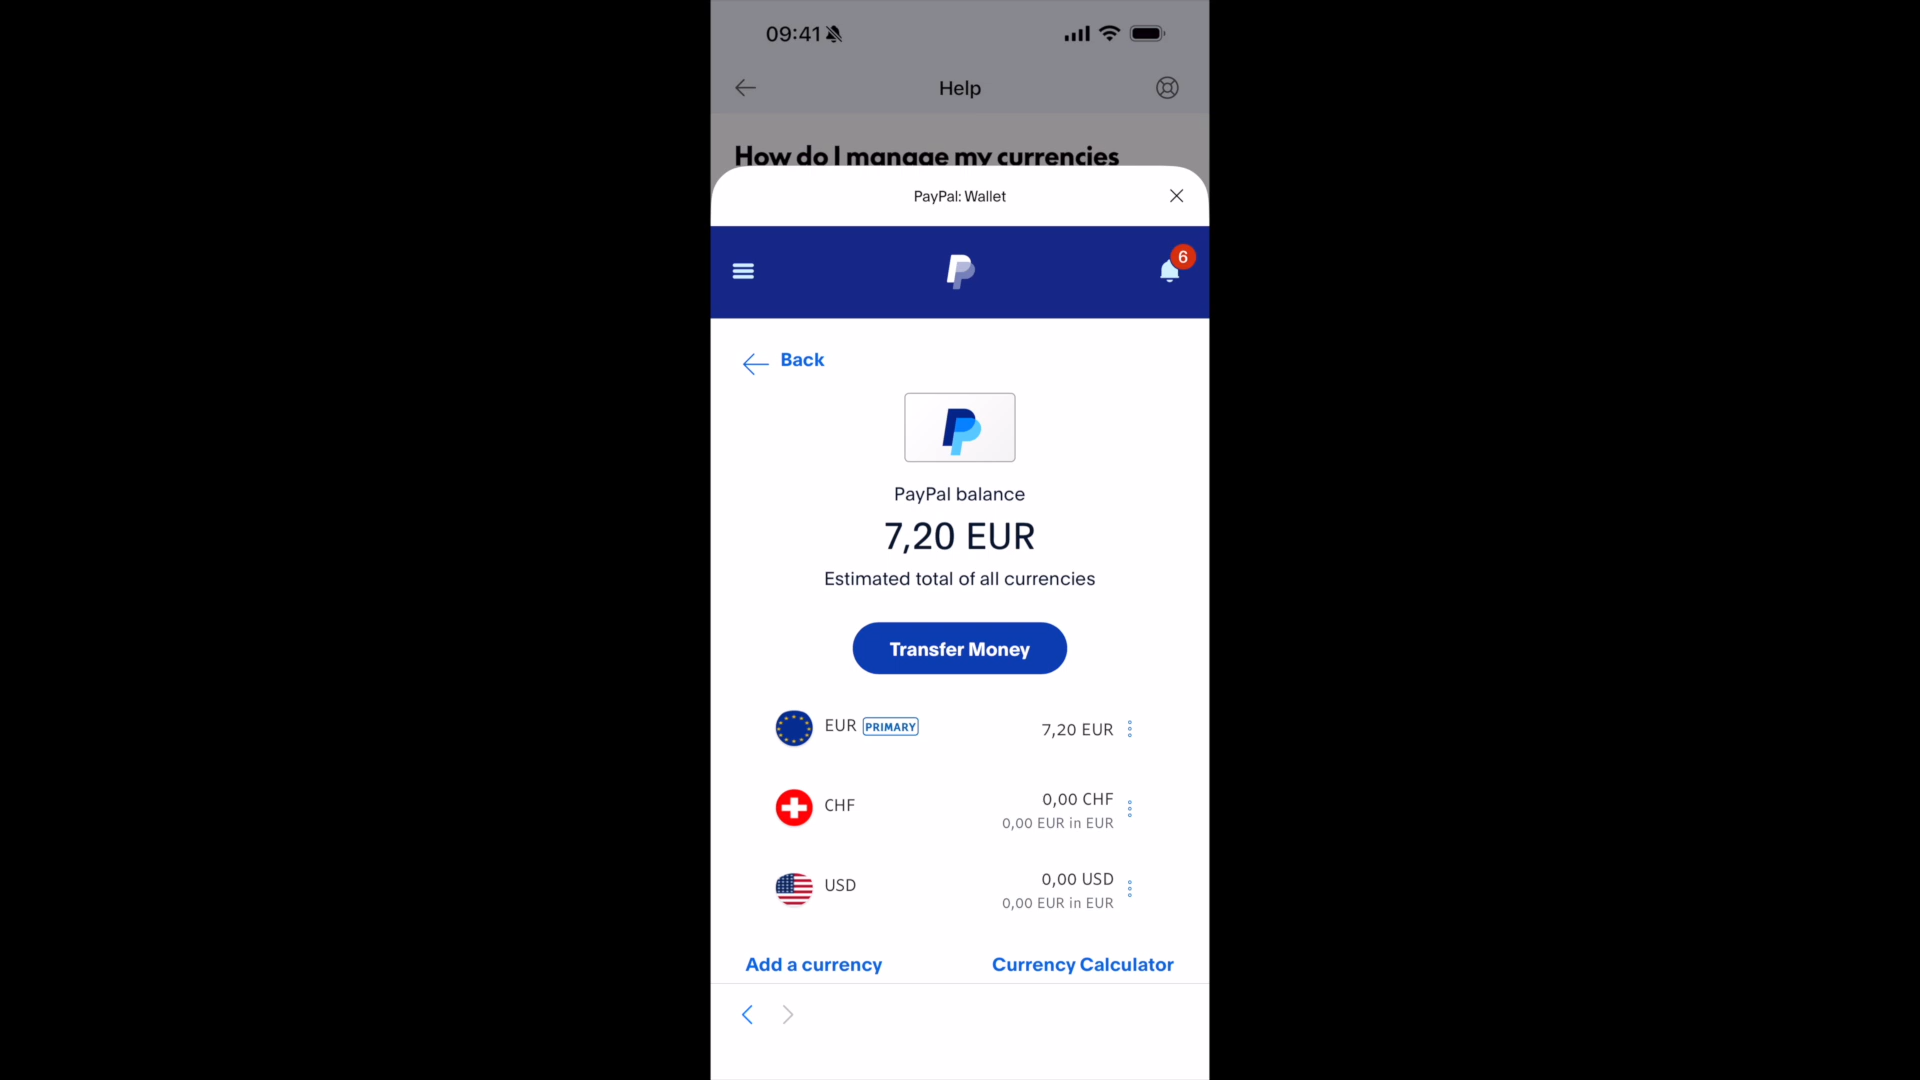 09:41
Help
How do I manage my currencies
PayPal: Wallet
6
Back
PayPal balance
7,20 EUR
Estimated total of all currencies
Transfer Money
EUR PRIMARY 7,20 EUR
CHF 0,00 CHF
0,00 EUR in EUR
USD 0,00 USD
0,00 EUR in EUR
Add a currency Currency Calculator